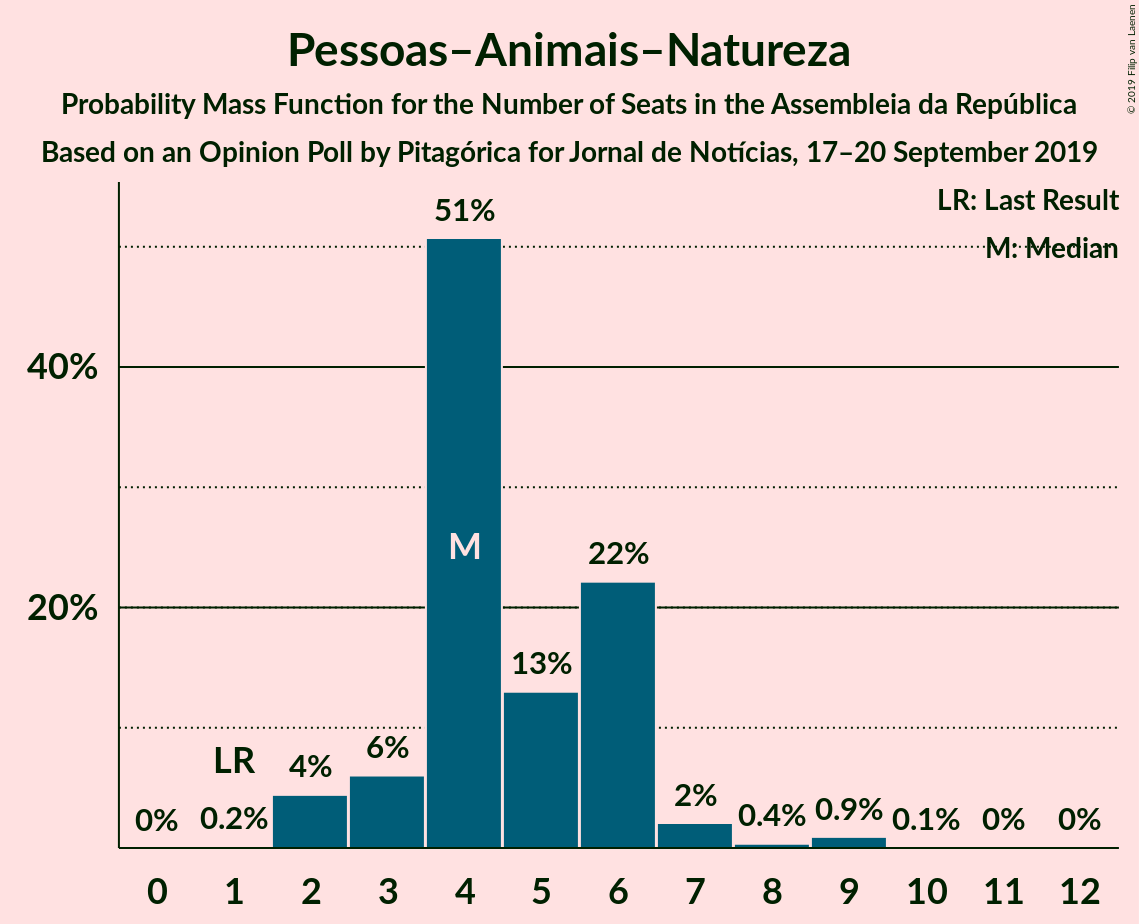 Pessoas–Animais–Natureza
Probability Mass Function for the Number of Seats in the Assembleia da República
Based on an Opinion Poll by Pitagórica for Jornal de Notícias, 17–20 September 2019
© 2019 Filip van Laenen
LR: Last Result
M: Median
51%
40%
M
22%
20%
13%
LR
6%
4%
0%
0.2%
2%
0.4%
0.9%
0.1%
0%
0%
0 1 2 3 4 5 6 7 8 9 10 11 12